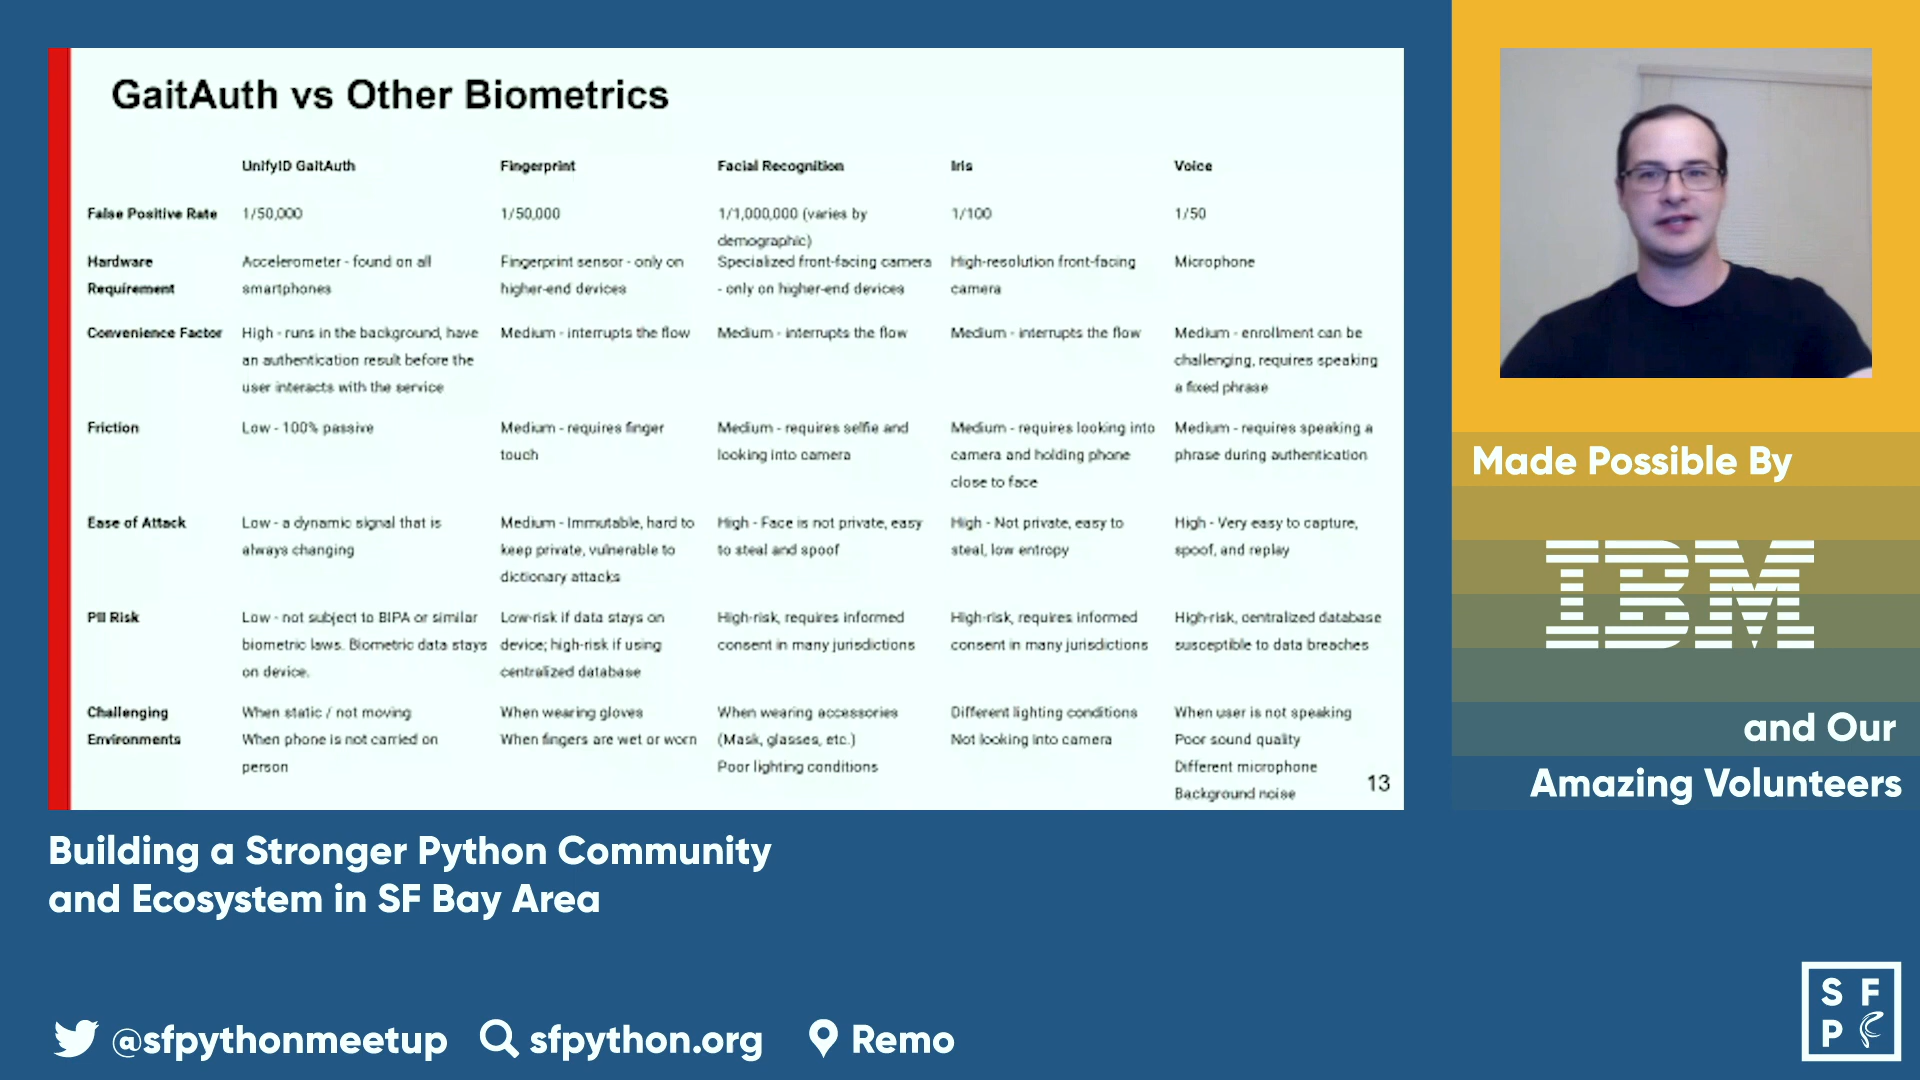 GaitAuth vs Other Biometrics
UnifyID GaitAuth Fingerprint Facial Recognition Iris Voice
False Positive Rate 1/50,000 1/50,000 1/1,000,000 (varies by 1/100 1/50
demographic)
Hardware Accelerometer - found on all Fingerprint sensor - only on Specialized front-facing camera High-resolution front-facing Microphone
Requirement smartphones higher-end devices - only on higher-end devices camera
Convenience Factor High - runs in the background, have Medium - interrupts the flow Medium - interrupts the flow Medium - interrupts the flow Medium - enrollment can be
an authentication result before the challenging, requires speaking
user interacts with the service a fixed phrase
Friction Low - 100% passive Medium - requires finger Medium - requires selfie and Medium - requires looking into Medium - requires speaking a
touch looking into camera camera and holding phone phrase during authentication
close to face
Ease of Attack Low - a dynamic signal that is Medium - Immutable, hard to High - Face is not private, easy High - Not private, easy to High - Very easy to capture,
always changing keep private, vulnerable to to steal and spoof steal, low entropy spoof, and replay
dictionary attacks
PII Risk Low - not subject to BIPA or similar Low-risk if data stays on High-risk, requires informed High-risk, requires informed High-risk, centralized database
biometric laws. Biometric data stays device; high-risk if using consent in many jurisdictions consent in many jurisdictions susceptible to data breaches
on device. centralized database
Challenging When static / not moving When wearing gloves When wearing accessories Different lighting conditions When user is not speaking
Environments When phone is not carried on When fingers are wet or worn (Mask, glasses, etc.) Not looking into camera Poor sound quality
person Poor lighting conditions Different microphone
Background noise
13
Made Possible By
IBM
and Our
Amazing Volunteers
Building a Stronger Python Community
and Ecosystem in SF Bay Area
@sfpythonmeetup sfpython.org Remo
S F
P